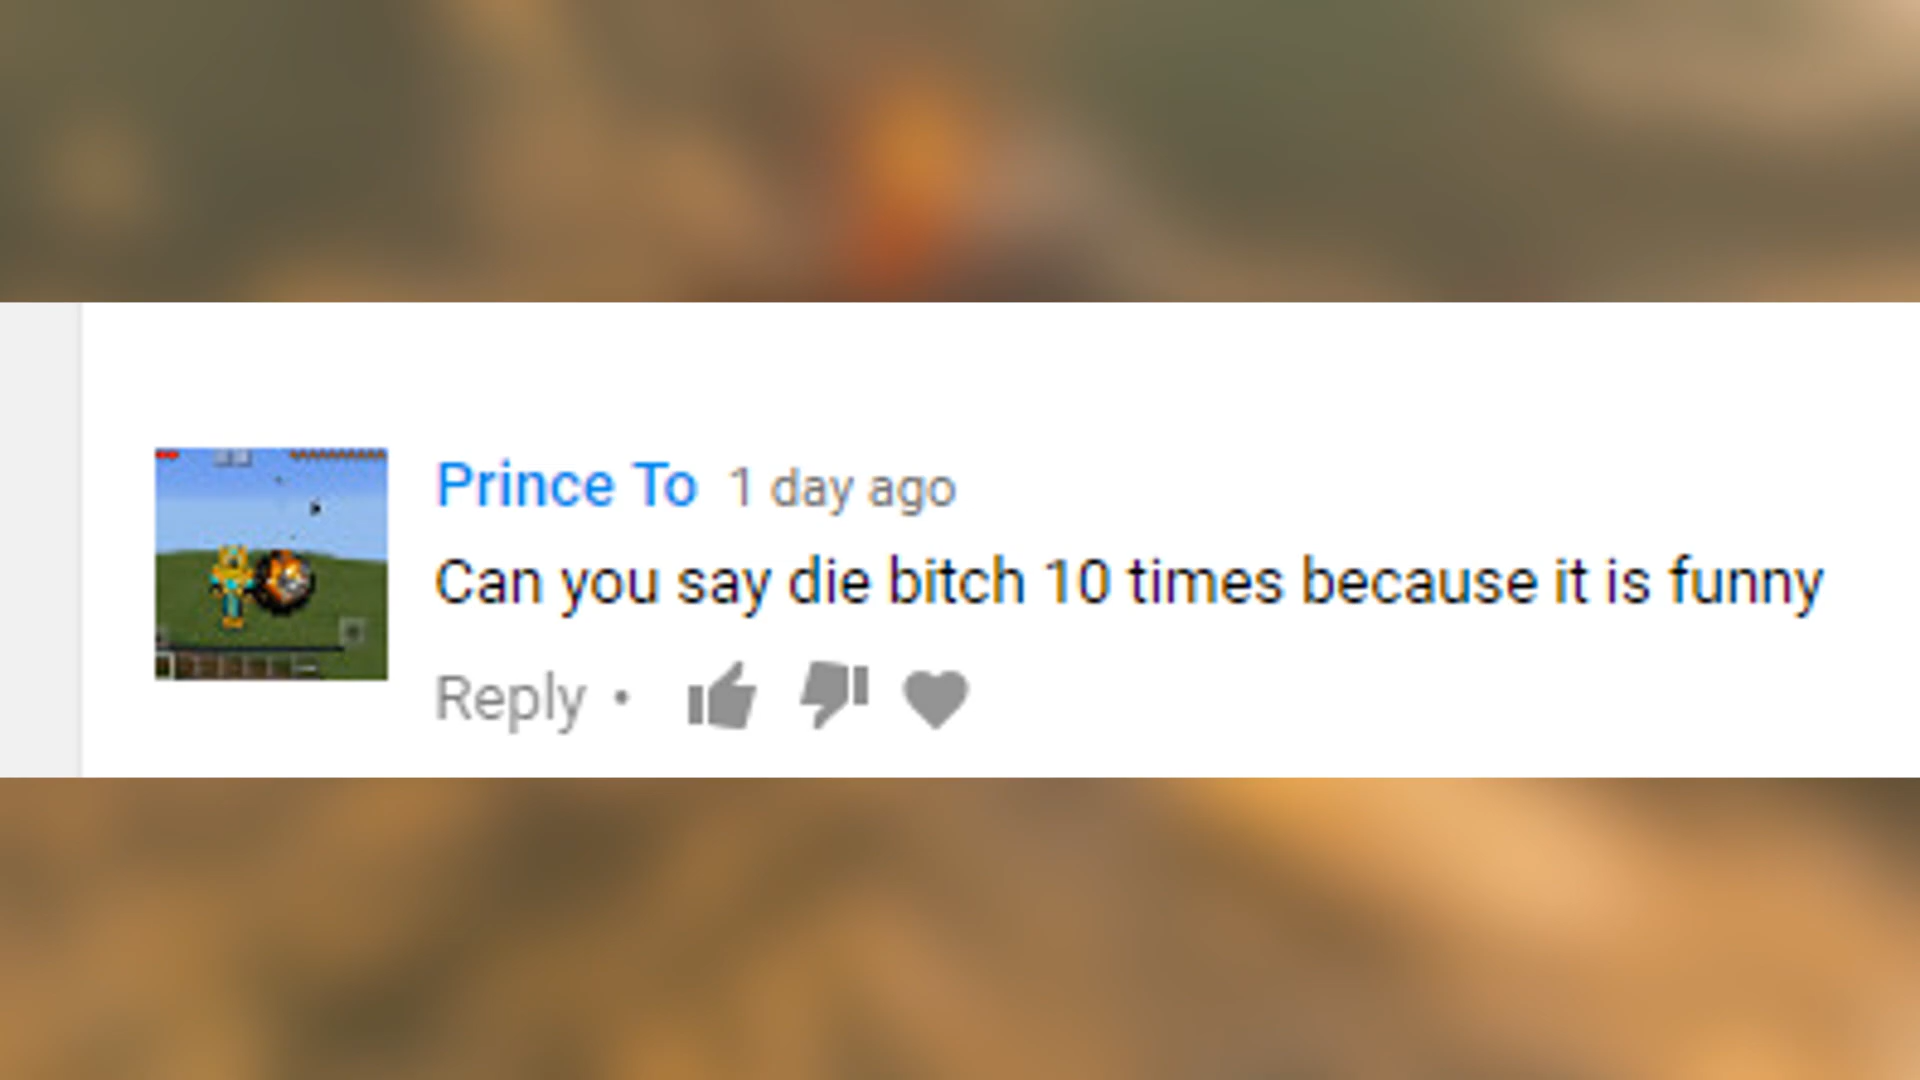 Prince To 1 day ago
Can you say die bitch 10 times because it is funny
Reply •